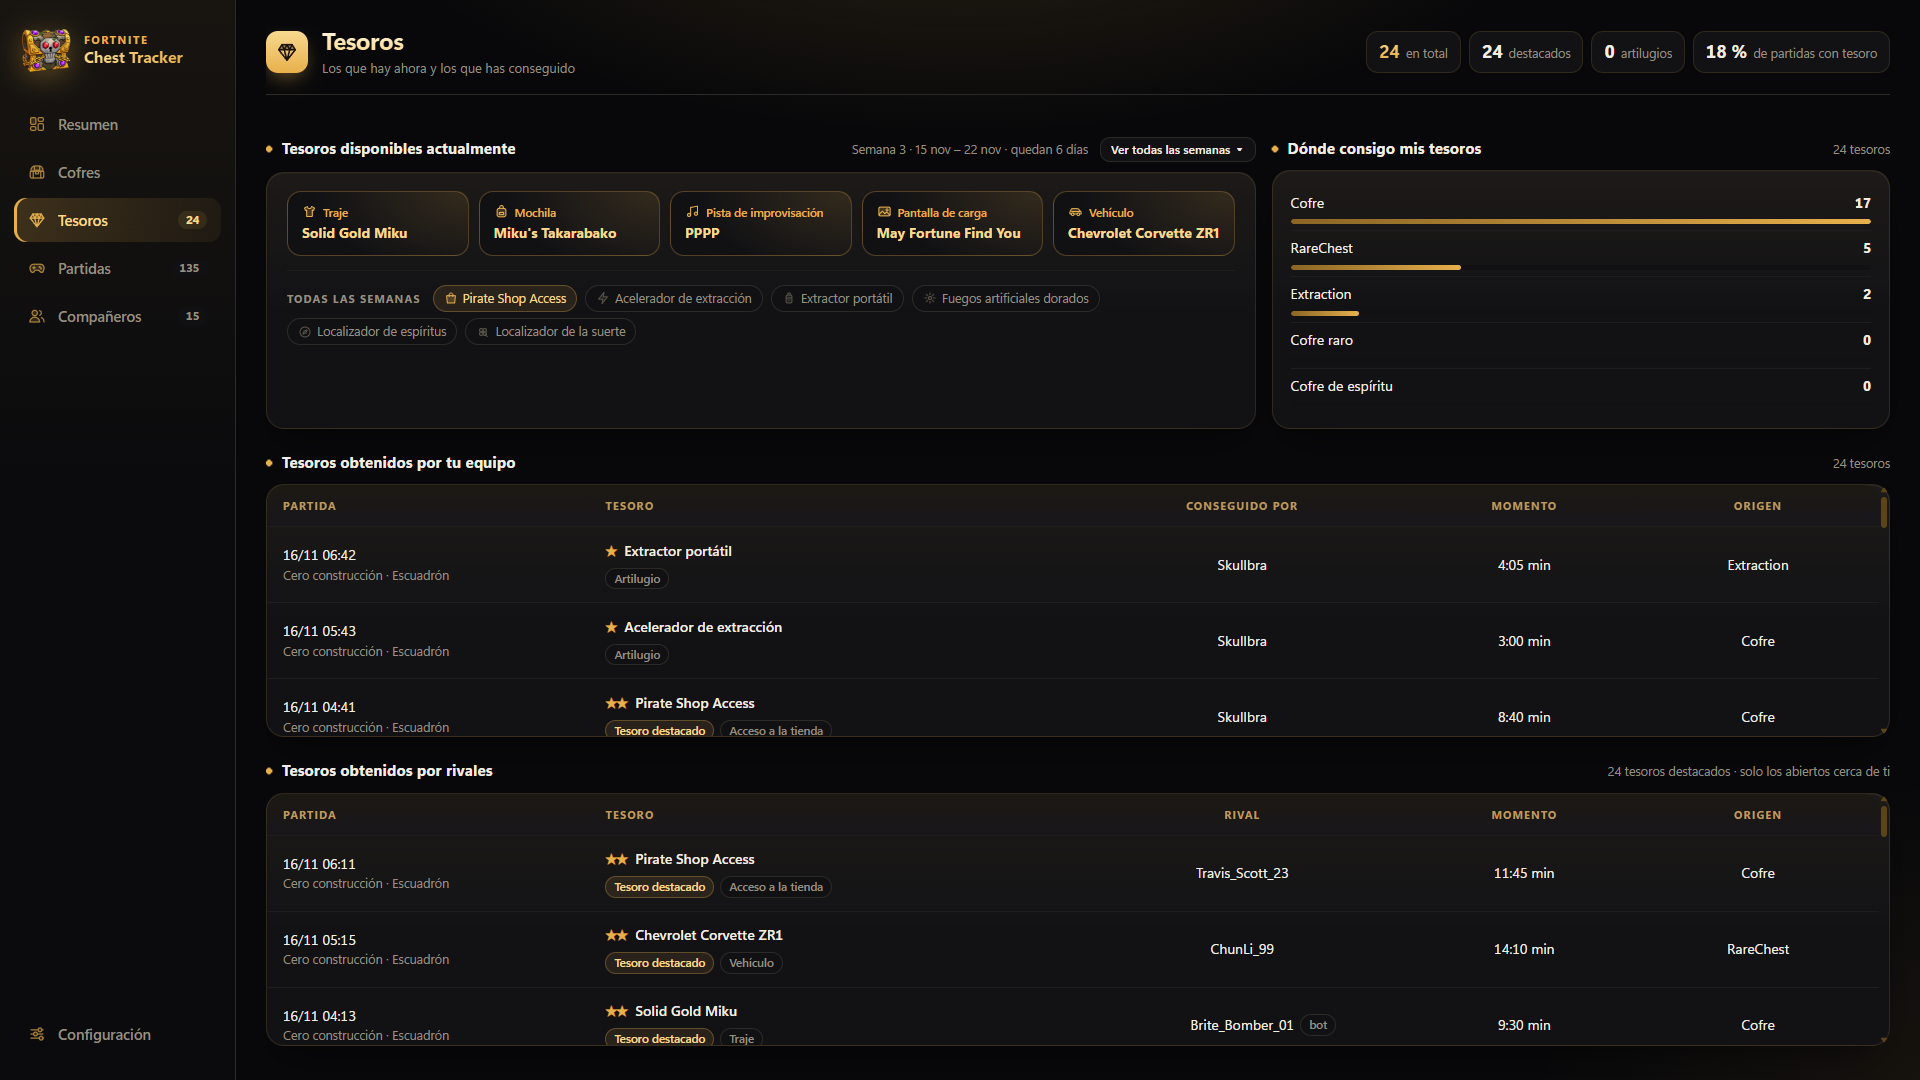 FORTNITE
Chest Tracker
Resumen
Cofres
Tesoros 24
Partidas 135
Compañeros 15
Configuración
Tesoros
Los que hay ahora y los que has conseguido
24 en total
24 destacados
0 artilugios
18 % de partidas con tesoro
Tesoros disponibles actualmente
Semana 3 · 15 nov – 22 nov · quedan 6 días
Ver todas las semanas
Traje
Solid Gold Miku
Mochila
Miku's Takarabako
Pista de improvisación
PPPP
Pantalla de carga
May Fortune Find You
Vehículo
Chevrolet Corvette ZR1
TODAS LAS SEMANAS
Pirate Shop Access
Acelerador de extracción
Extractor portátil
Fuegos artificiales dorados
Localizador de espíritus
Localizador de la suerte
Dónde consigo mis tesoros
24 tesoros
Cofre 17
RareChest 5
Extraction 2
Cofre raro 0
Cofre de espíritu 0
Tesoros obtenidos por tu equipo
24 tesoros
PARTIDA TESORO CONSEGUIDO POR MOMENTO ORIGEN
16/11 06:42
Cero construcción · Escuadrón
Extractor portátil
Artilugio
Skullbra
4:05 min
Extraction
16/11 05:43
Cero construcción · Escuadrón
Acelerador de extracción
Artilugio
Skullbra
3:00 min
Cofre
16/11 04:41
Cero construcción · Escuadrón
Pirate Shop Access
Tesoro destacado
Acceso a la tienda
Skullbra
8:40 min
Cofre
Tesoros obtenidos por rivales
24 tesoros destacados · solo los abiertos cerca de ti
PARTIDA TESORO RIVAL MOMENTO ORIGEN
16/11 06:11
Cero construcción · Escuadrón
Pirate Shop Access
Tesoro destacado
Acceso a la tienda
Travis_Scott_23
11:45 min
Cofre
16/11 05:15
Cero construcción · Escuadrón
Chevrolet Corvette ZR1
Tesoro destacado
Vehículo
ChunLi_99
14:10 min
RareChest
16/11 04:13
Cero construcción · Escuadrón
Solid Gold Miku
Tesoro destacado
Traje
Brite_Bomber_01 bot
9:30 min
Cofre